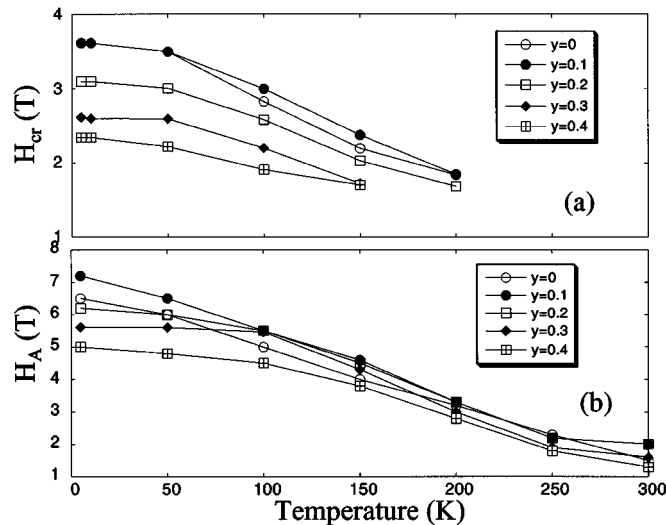 4
3
2
1
H_cr (T)
y=0
y=0.1
y=0.2
y=0.3
y=0.4
(a)
8
7
6
5
4
3
2
1
H_A (T)
y=0
y=0.1
y=0.2
y=0.3
y=0.4
(b)
0 50 100 150 200 250 300
Temperature (K)